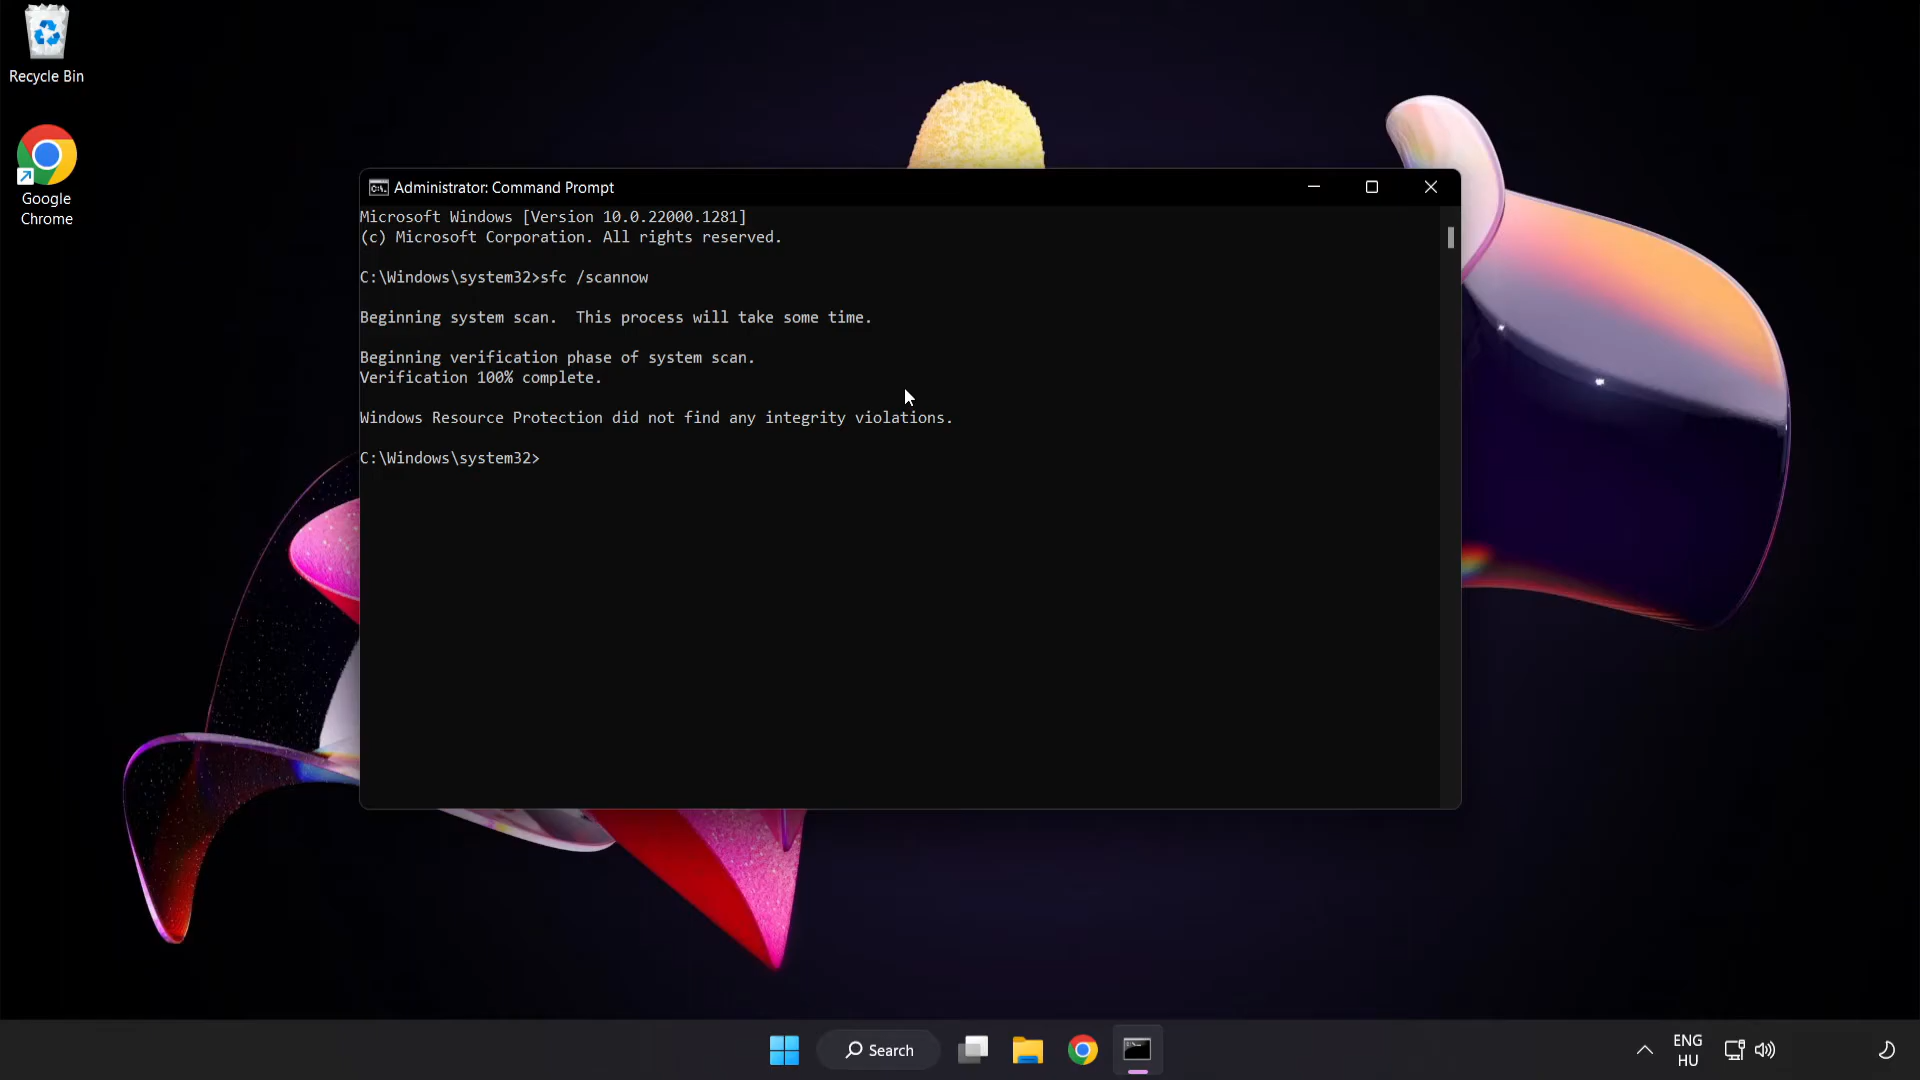 Recycle Bin
Google
Chrome
Administrator: Command Prompt
Microsoft Windows [Version 10.0.22000.1281]
(c) Microsoft Corporation. All rights reserved.
C:\Windows\system32>sfc /scannow
Beginning system scan.  This process will take some time.
Beginning verification phase of system scan.
Verification 100% complete.
Windows Resource Protection did not find any integrity violations.
C:\Windows\system32>
Search
ENG
HU